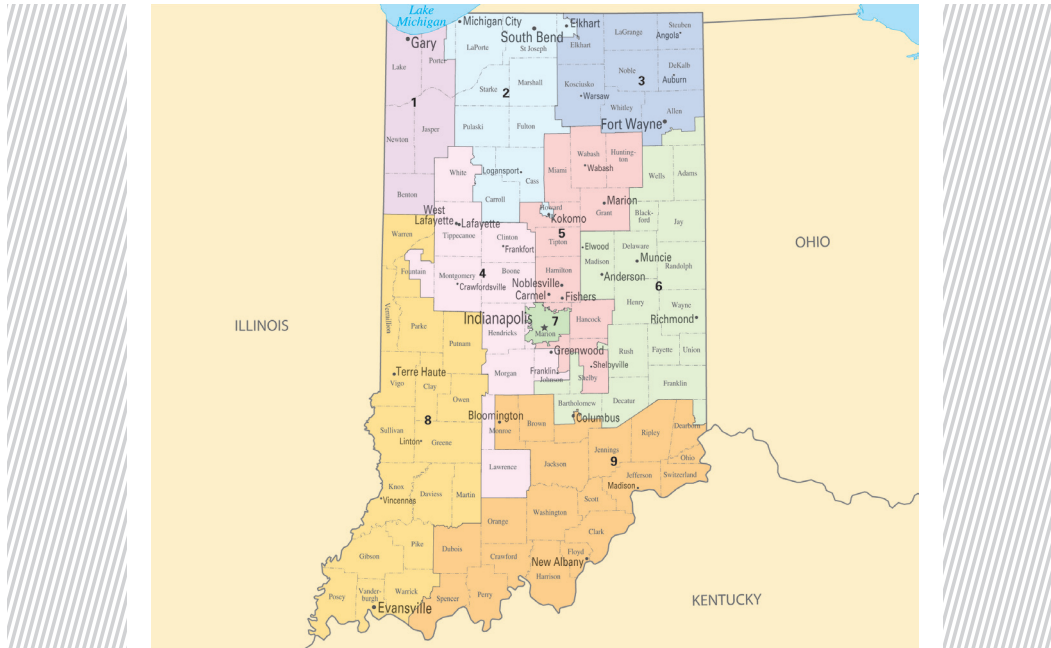 Lake
Michigan
Michigan City
Elkhart
South Bend
Gary
LaPorte
St Joseph
Elkhart
LaGrange
Steuben
Angola
Lake
Porter
Starke
Marshall
2
Kosciusko
Warsaw
Noble
3
DeKalb
Auburn
1
Whitley
Allen
Fort Wayne
Newton
Jasper
Pulaski
Fulton
Benton
White
Logansport
Cass
Carroll
Miami
Wabash
Wabash
Hunting-
ton
Wells
Adams
Marion
Grant
Black-
ford
Jay
West
Lafayette
Lafayette
Howard
Kokomo
5
Tipton
Warren
Tippecanoe
Clinton
Frankfort
Elwood
Delaware
Muncie
Madison
Anderson
Randolph
OHIO
Fountain
Montgomery
4
Boone
Crawfordsville
Hamilton
Noblesville
Carmel
Fishers
6
Henry
Wayne
Richmond
ILLINOIS
Vermillion
Indianapolis
7
Marion
Hancock
Hendricks
Parke
Putnam
Greenwood
Rush
Fayette
Union
Shelbyville
Morgan
Franklin
Johnson
Shelby
Franklin
Terre Haute
Vigo
Clay
Owen
Decatur
Bartholomew
Columbus
Bloomington
Monroe
Brown
8
Sullivan
Linton
Greene
Jennings
9
Ripley
Dearborn
Ohio
Lawrence
Jackson
Jefferson
Switzerland
Madison
Knox
Vincennes
Daviess
Martin
Scott
Washington
Orange
Clark
Pike
Gibson
Dubois
Crawford
Floyd
New Albany
Harrison
Posey
Vander-
burgh
Warrick
Spencer
Perry
Evansville
KENTUCKY